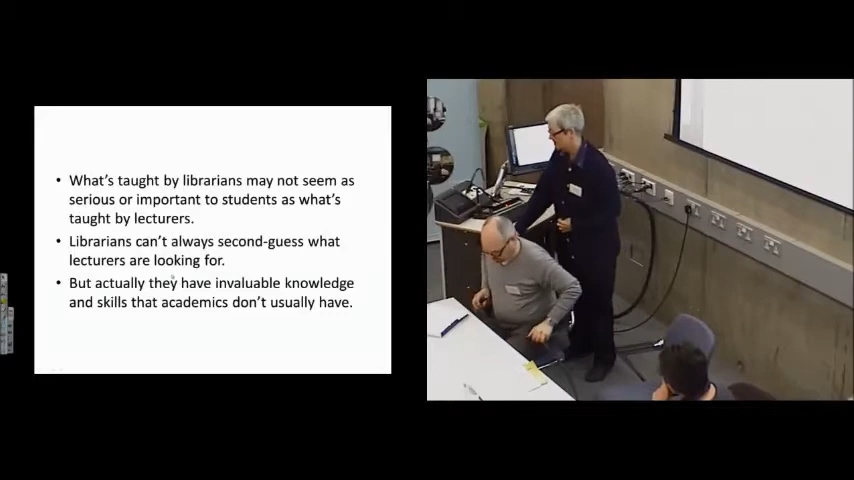 • What's taught by librarians may not seem as
serious or important to students as what's
taught by lecturers.
• Librarians can't always second-guess what
lecturers are looking for.
• But actually they have invaluable knowledge
and skills that academics don't usually have.